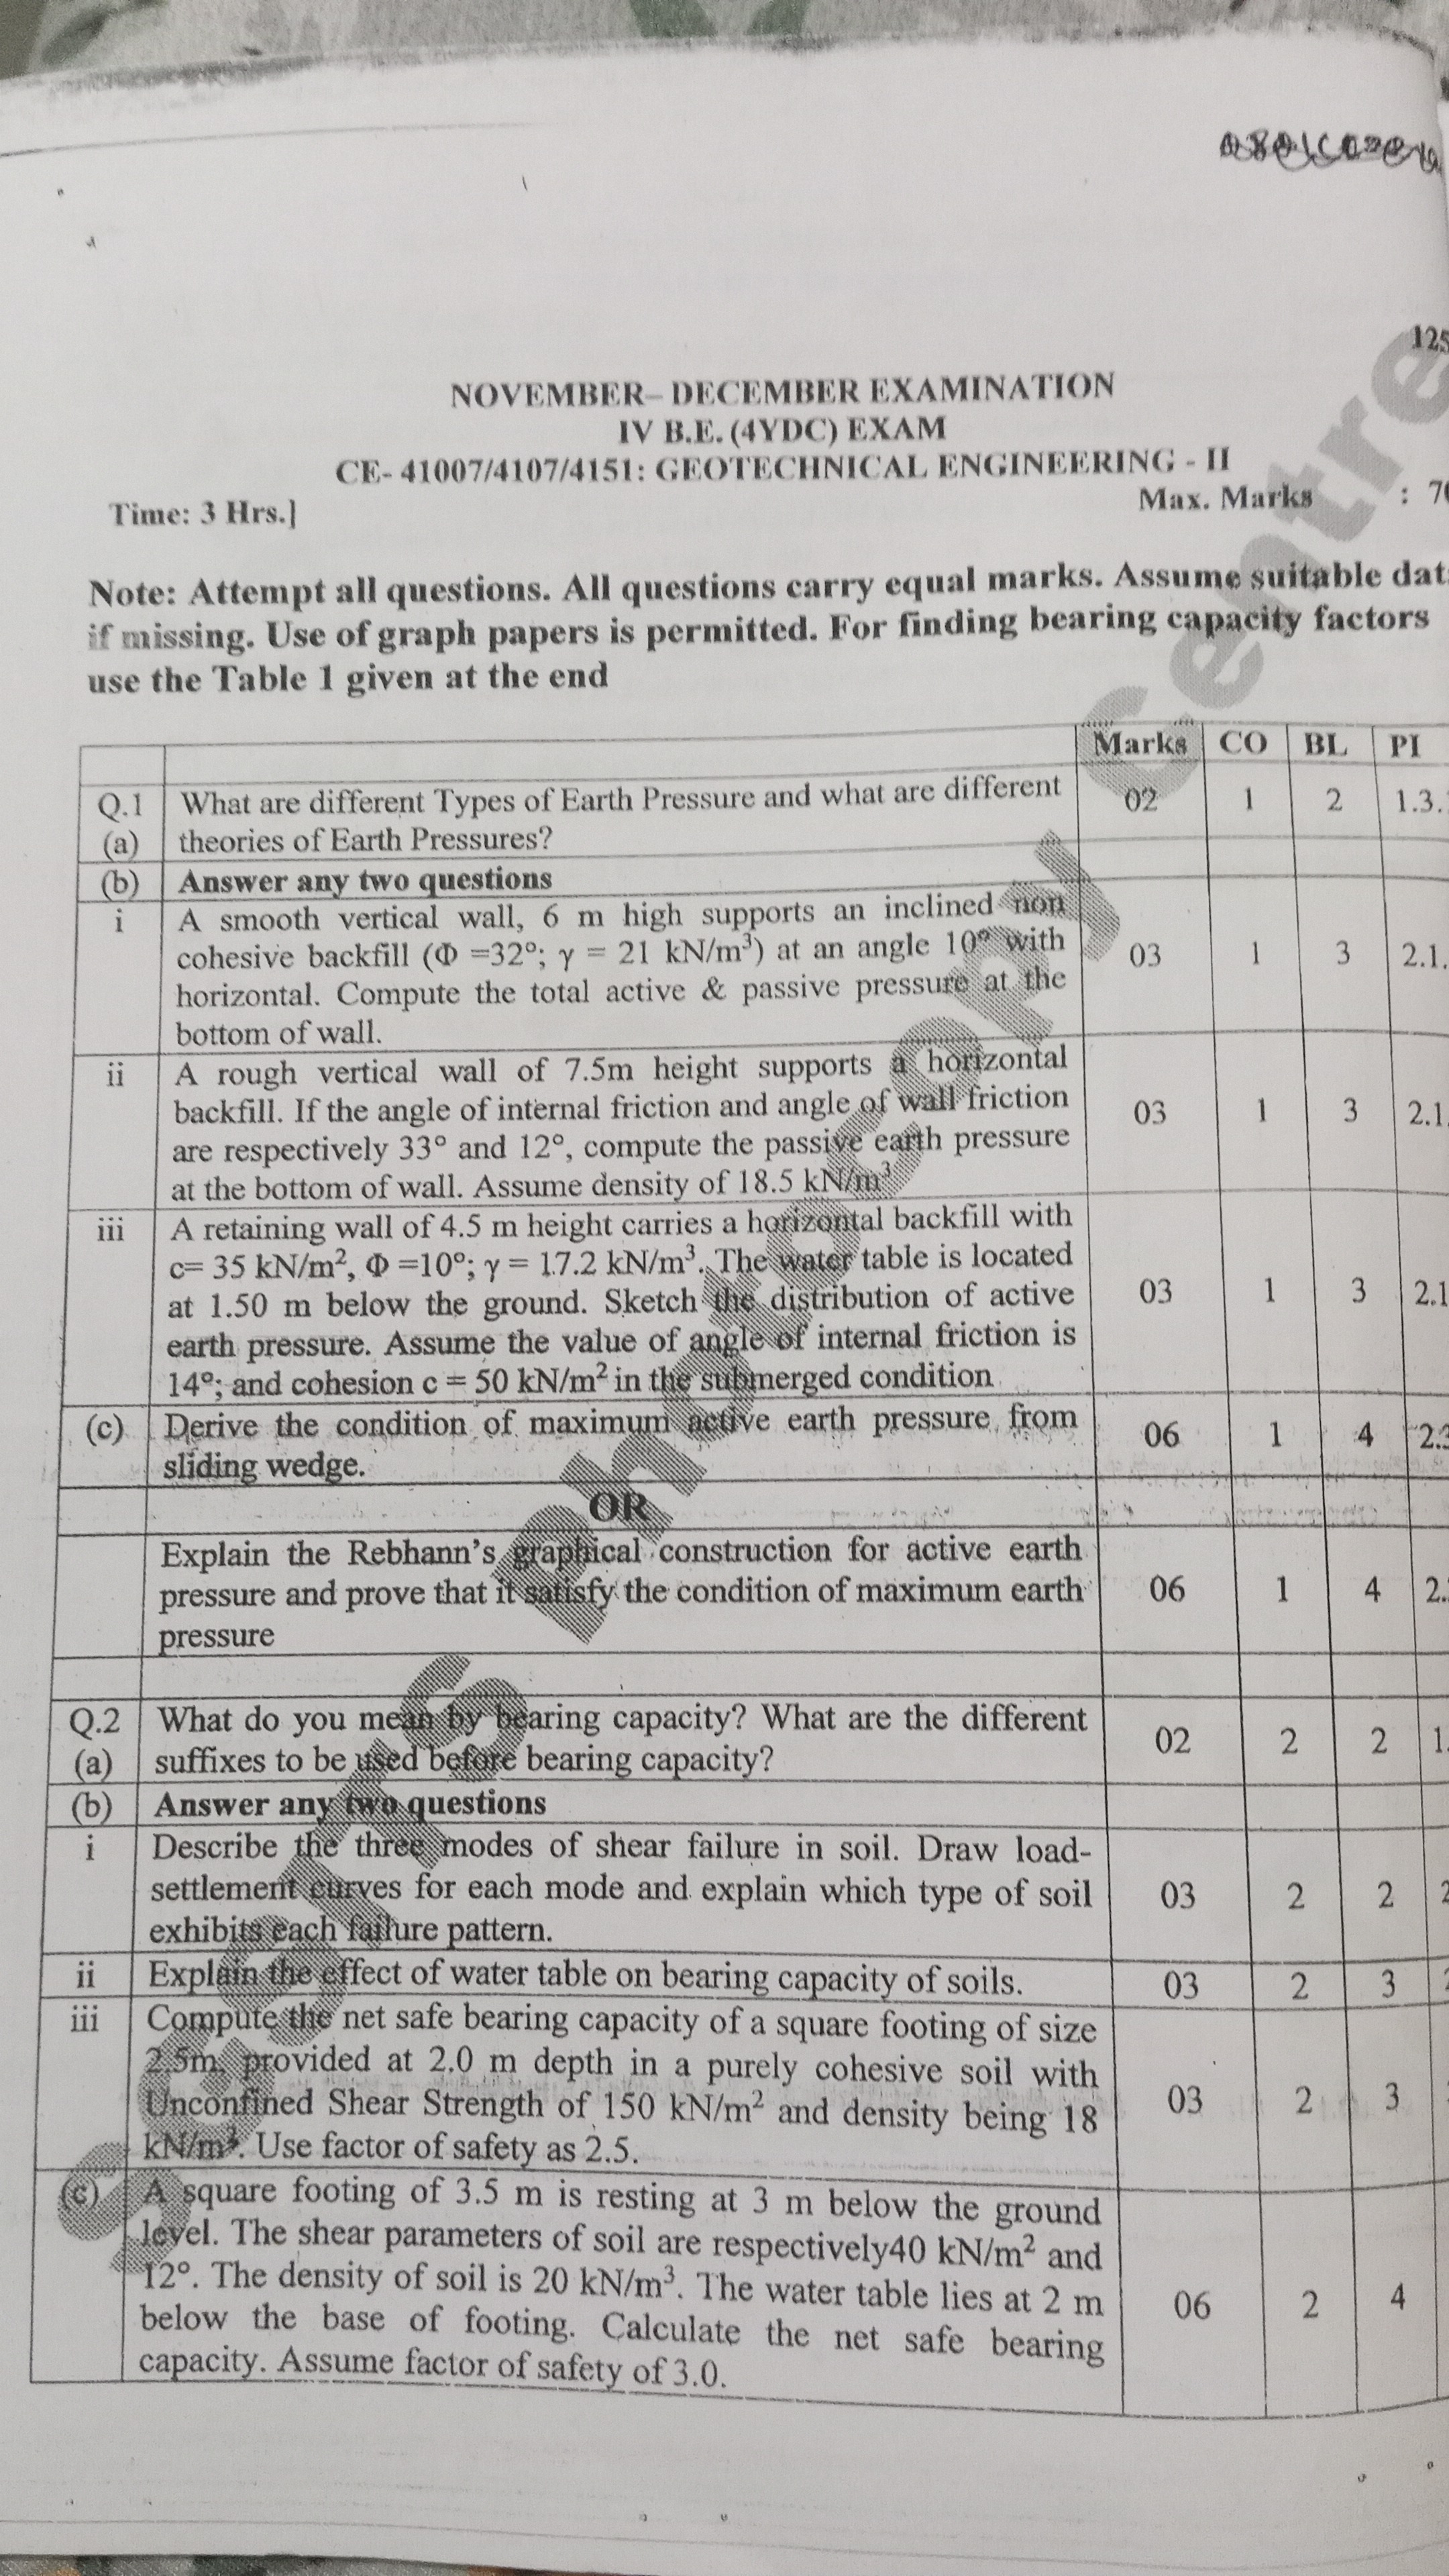 125
NOVEMBER– DECEMBER EXAMINATION
IV B.E. (4YDC) EXAM
CE- 41007/4107/4151: GEOTECHNICAL ENGINEERING - II
Time: 3 Hrs.] Max. Marks : 70
Note: Attempt all questions. All questions carry equal marks. Assume suitable dat
if missing. Use of graph papers is permitted. For finding bearing capacity factors
use the Table 1 given at the end
Marks CO BL PI
Q.1 What are different Types of Earth Pressure and what are different 02 1 2 1.3.
(a) theories of Earth Pressures?
(b) Answer any two questions
i A smooth vertical wall, 6 m high supports an inclined non
cohesive backfill (Φ =32°; γ = 21 kN/m³) at an angle 10° with 03 1 3 2.1.
horizontal. Compute the total active & passive pressure at the
bottom of wall.
ii A rough vertical wall of 7.5m height supports a horizontal
backfill. If the angle of internal friction and angle of wall friction 03 1 3 2.1.
are respectively 33° and 12°, compute the passive earth pressure
at the bottom of wall. Assume density of 18.5 kN/m³
iii A retaining wall of 4.5 m height carries a horizontal backfill with
c= 35 kN/m², Φ =10°; γ = 17.2 kN/m³. The water table is located
at 1.50 m below the ground. Sketch the distribution of active 03 1 3 2.1
earth pressure. Assume the value of angle of internal friction is
14°; and cohesion c = 50 kN/m² in the submerged condition
(c) Derive the condition of maximum active earth pressure from 06 1 4 2.3
sliding wedge.
OR
Explain the Rebhann's graphical construction for active earth
pressure and prove that it satisfy the condition of maximum earth 06 1 4 2.
pressure
Q.2 What do you mean by bearing capacity? What are the different 02 2 2 1.
(a) suffixes to be used before bearing capacity?
(b) Answer any two questions
i Describe the three modes of shear failure in soil. Draw load-
settlement curves for each mode and explain which type of soil 03 2 2 2
exhibits each failure pattern.
ii Explain the effect of water table on bearing capacity of soils. 03 2 3
iii Compute the net safe bearing capacity of a square footing of size
2.5m, provided at 2.0 m depth in a purely cohesive soil with
Unconfined Shear Strength of 150 kN/m² and density being 18 03 2 3
kN/m³. Use factor of safety as 2.5.
(c) A square footing of 3.5 m is resting at 3 m below the ground
level. The shear parameters of soil are respectively40 kN/m² and
12°. The density of soil is 20 kN/m³. The water table lies at 2 m 06 2 4
below the base of footing. Calculate the net safe bearing
capacity. Assume factor of safety of 3.0.
Photocopy Centre